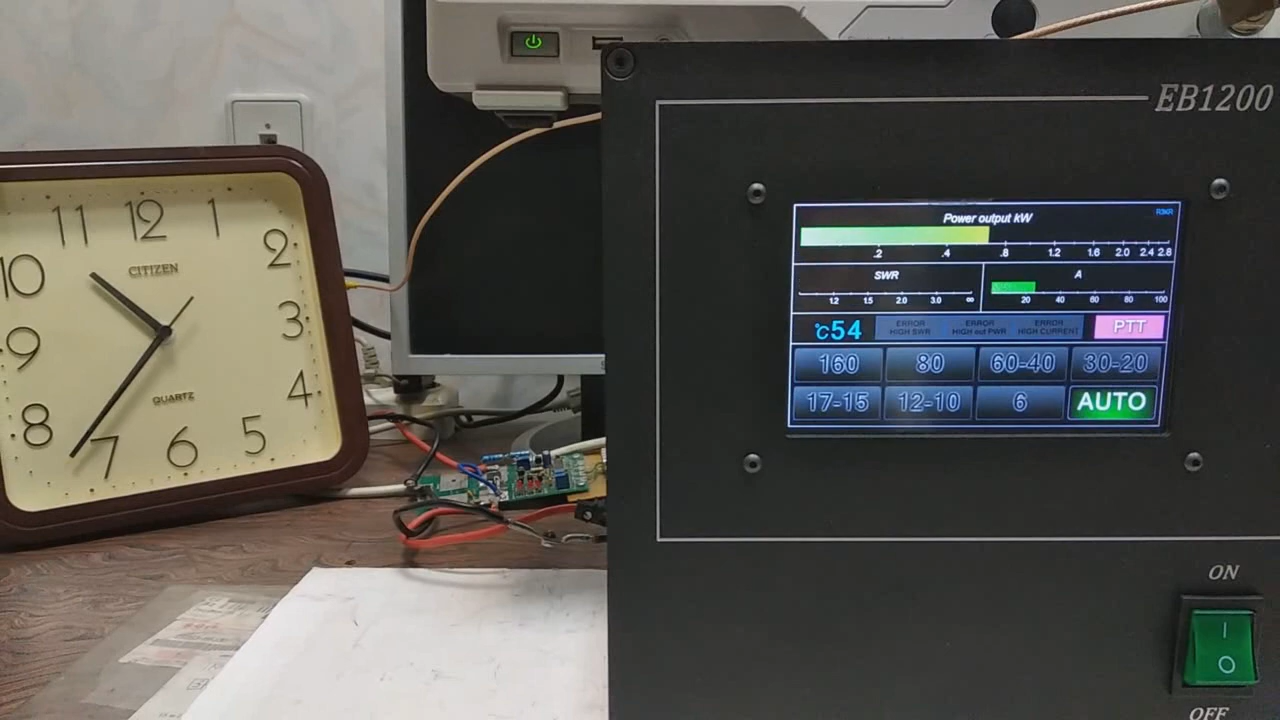 11 12 1
10 2
CITIZEN
9 3
8 4
QUARTZ
7 6 5
EB1200
Power output kW
R3KR
.2 .4 .8 1.2 1.6 2.0 2.4 2.8
SWR
A
1.2 1.5 2.0 3.0 ∞
20 40 60 80 100
℃54
ERROR
HIGH SWR
ERROR
HIGH out PWR
ERROR
HIGH CURRENT
PTT
160 80 60-40 30-20
17-15 12-10 6 AUTO
ON
I
O
OFF